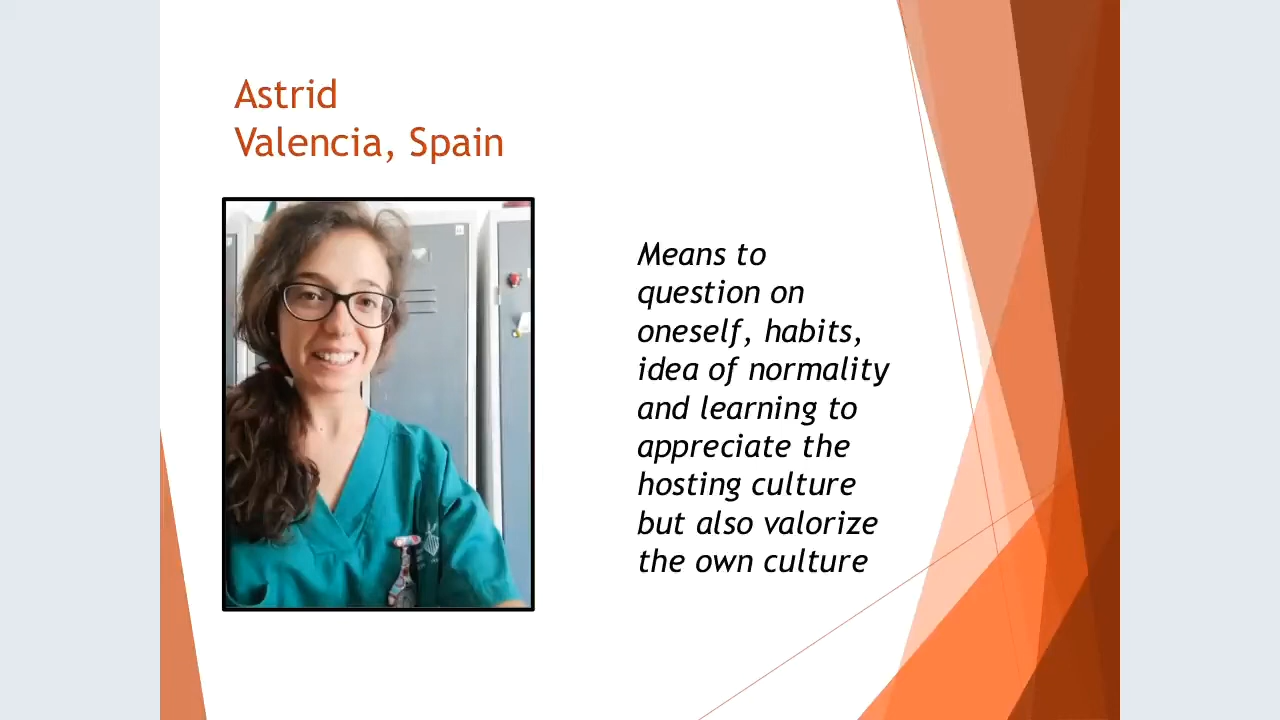 Astrid
Valencia, Spain
Means to
question on
oneself, habits,
idea of normality
and learning to
appreciate the
hosting culture
but also valorize
the own culture